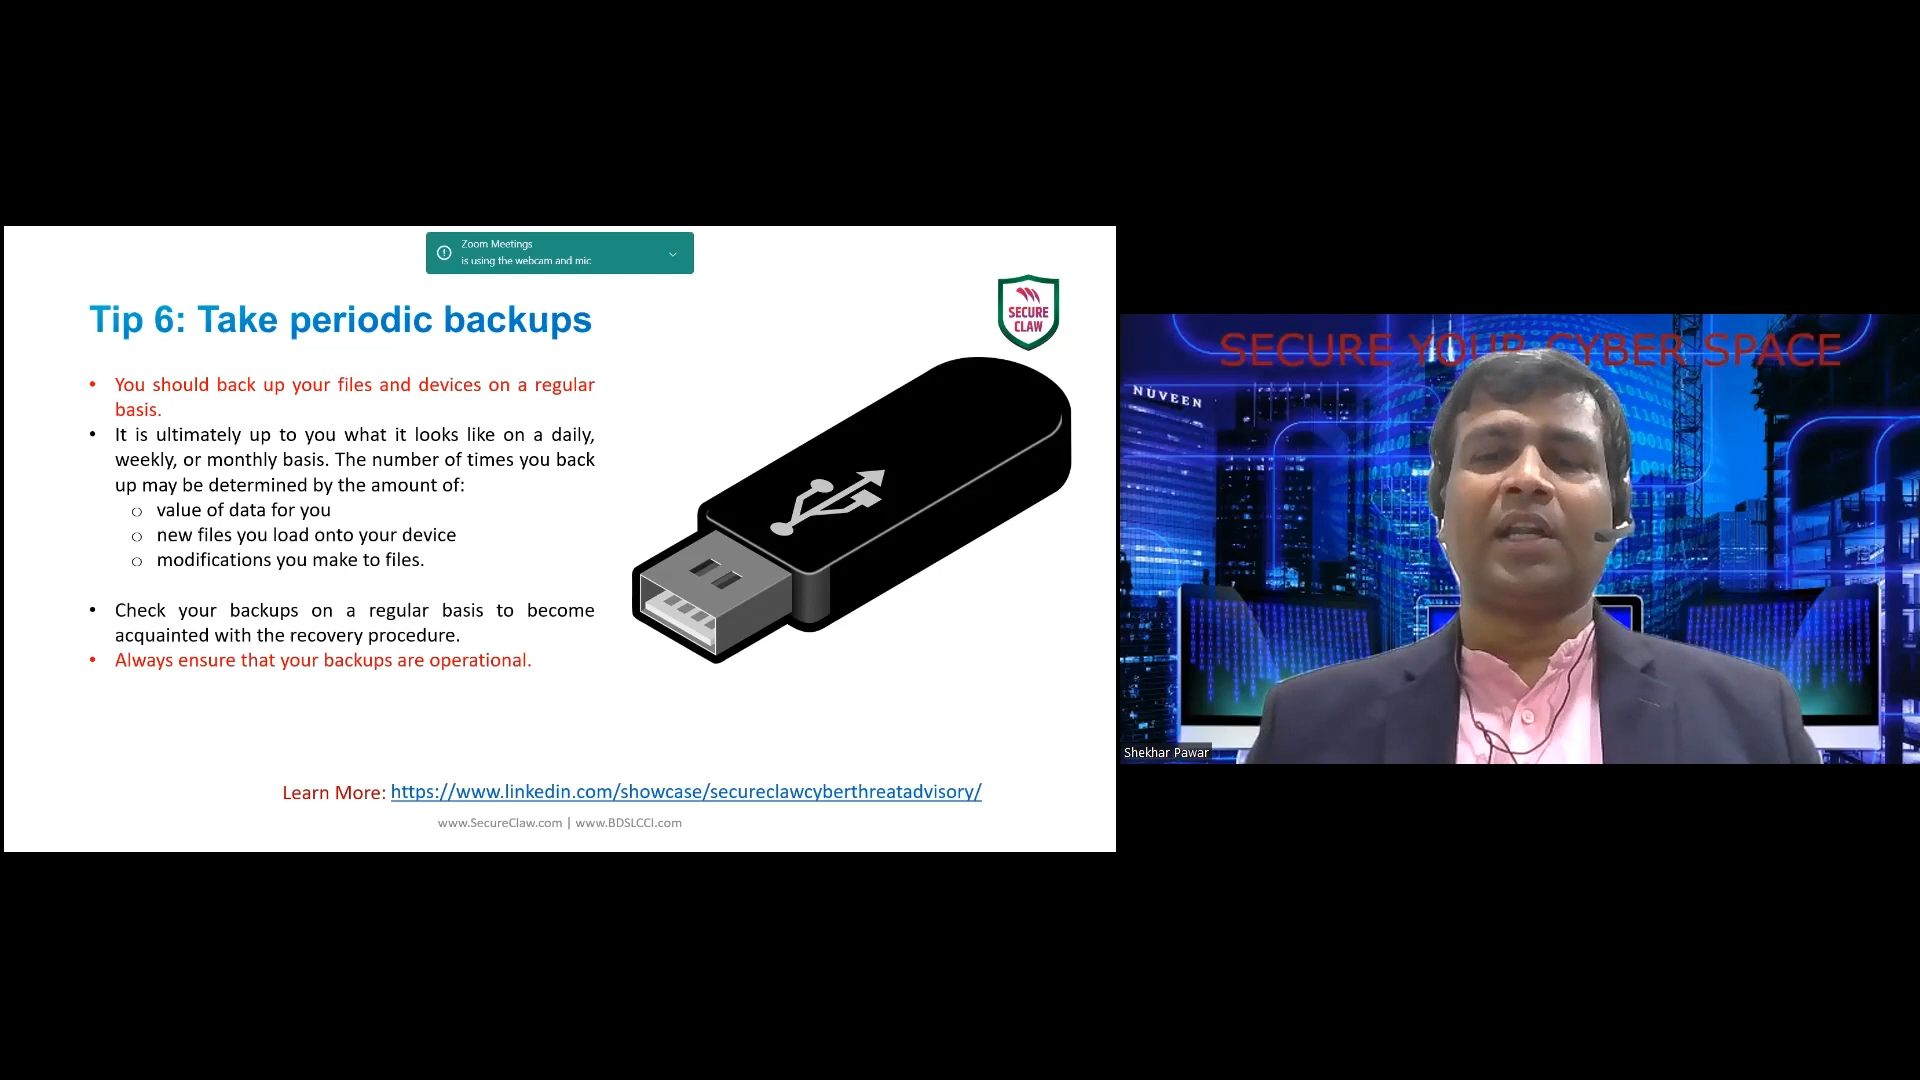 Zoom Meetings
is using the webcam and mic
Tip 6: Take periodic backups
SECURE
CLAW
• You should back up your files and devices on a regular
basis.
• It is ultimately up to you what it looks like on a daily,
weekly, or monthly basis. The number of times you back
up may be determined by the amount of:
o value of data for you
o new files you load onto your device
o modifications you make to files.
• Check your backups on a regular basis to become
acquainted with the recovery procedure.
• Always ensure that your backups are operational.
Learn More: https://www.linkedin.com/showcase/secureclawcyberthreatadvisory/
www.SecureClaw.com | www.BDSLCCI.com
SECURE YOUR CYBER SPACE
NUVEEN
Shekhar Pawar